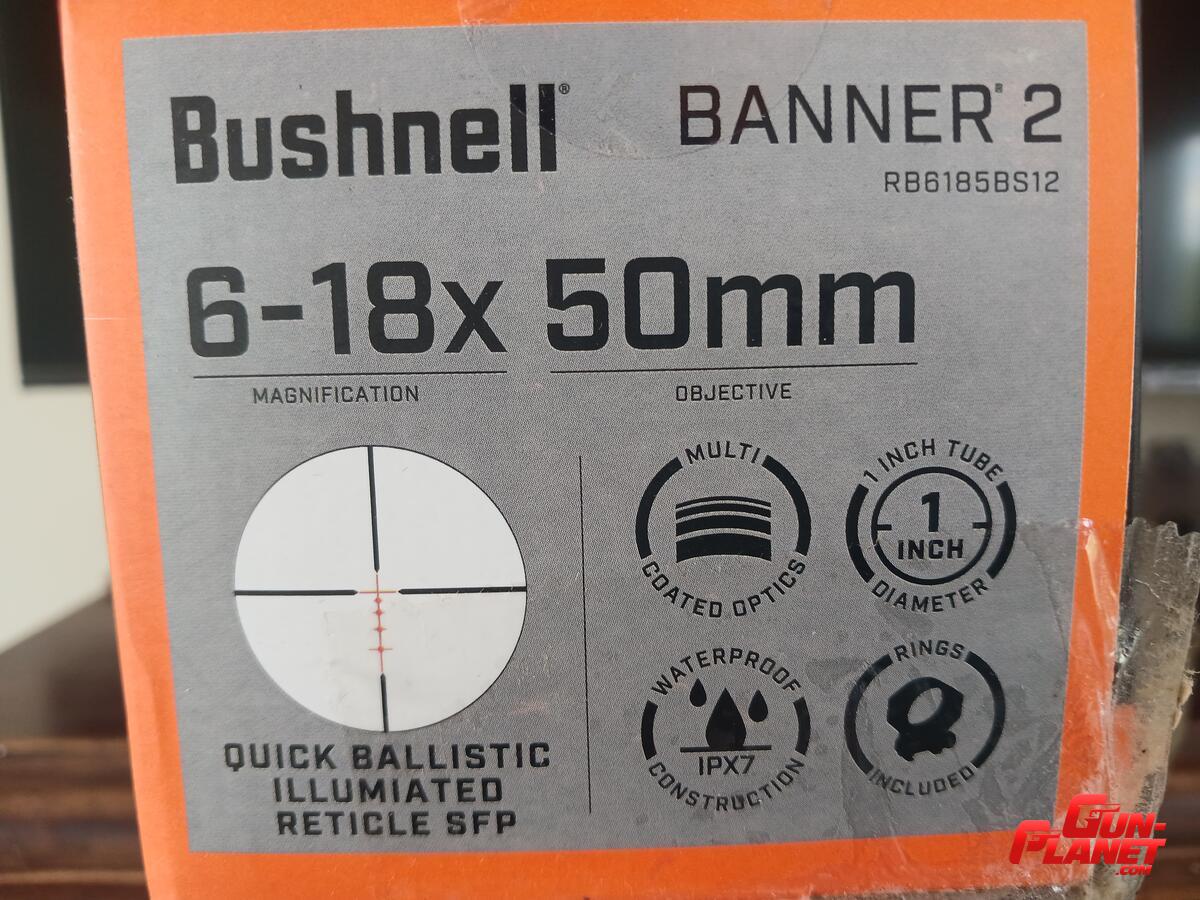 Bushnell®
BANNER® 2
RB6185BS12
6-18x 50mm
MAGNIFICATION
OBJECTIVE
QUICK BALLISTIC
ILLUMIATED
RETICLE SFP
MULTI
COATED OPTICS
1 INCH TUBE
1
INCH
DIAMETER
WATERPROOF
IPX7
CONSTRUCTION
RINGS
INCLUDED
GUN-
PLANET
.COM